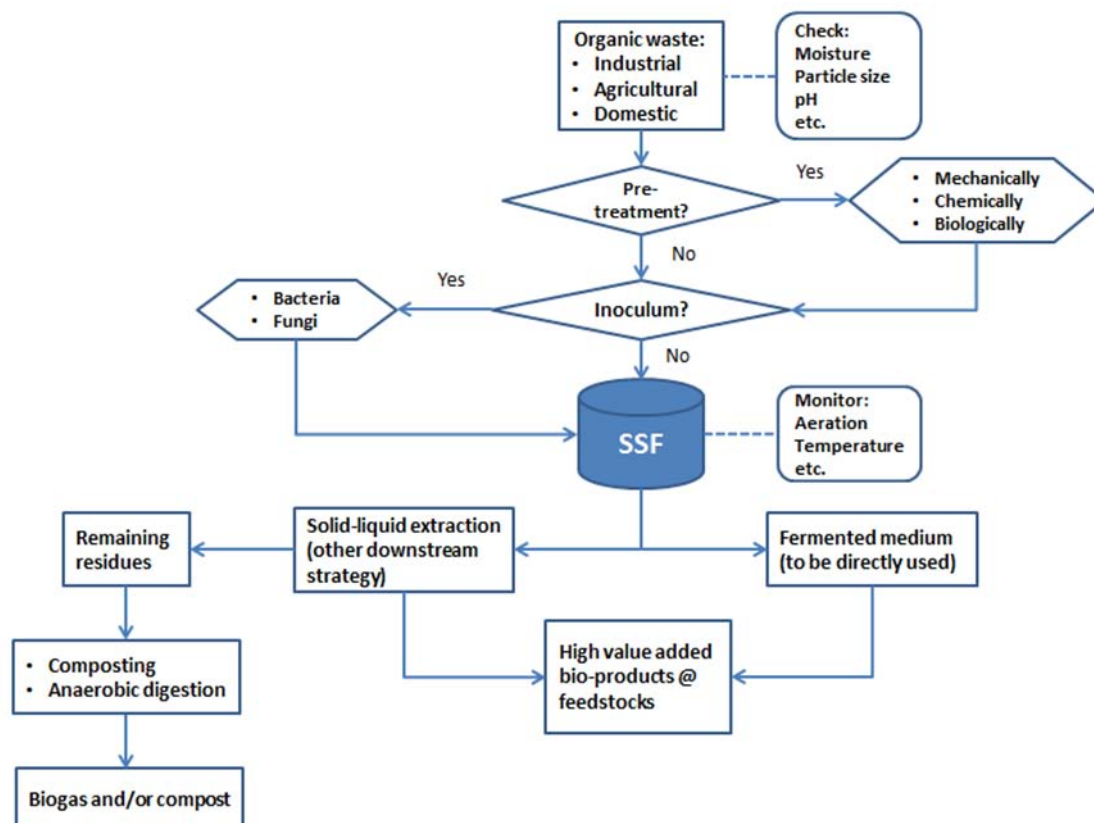 Organic waste:
• Industrial
• Agricultural
• Domestic
Check:
Moisture
Particle size
pH
etc.
Pre-
treatment?
Yes
• Mechanically
• Chemically
• Biologically
No
Yes
• Bacteria
• Fungi
Inoculum?
No
SSF
Monitor:
Aeration
Temperature
etc.
Remaining
residues
Solid-liquid extraction
(other downstream
strategy)
Fermented medium
(to be directly used)
• Composting
• Anaerobic digestion
High value added
bio-products @
feedstocks
Biogas and/or compost